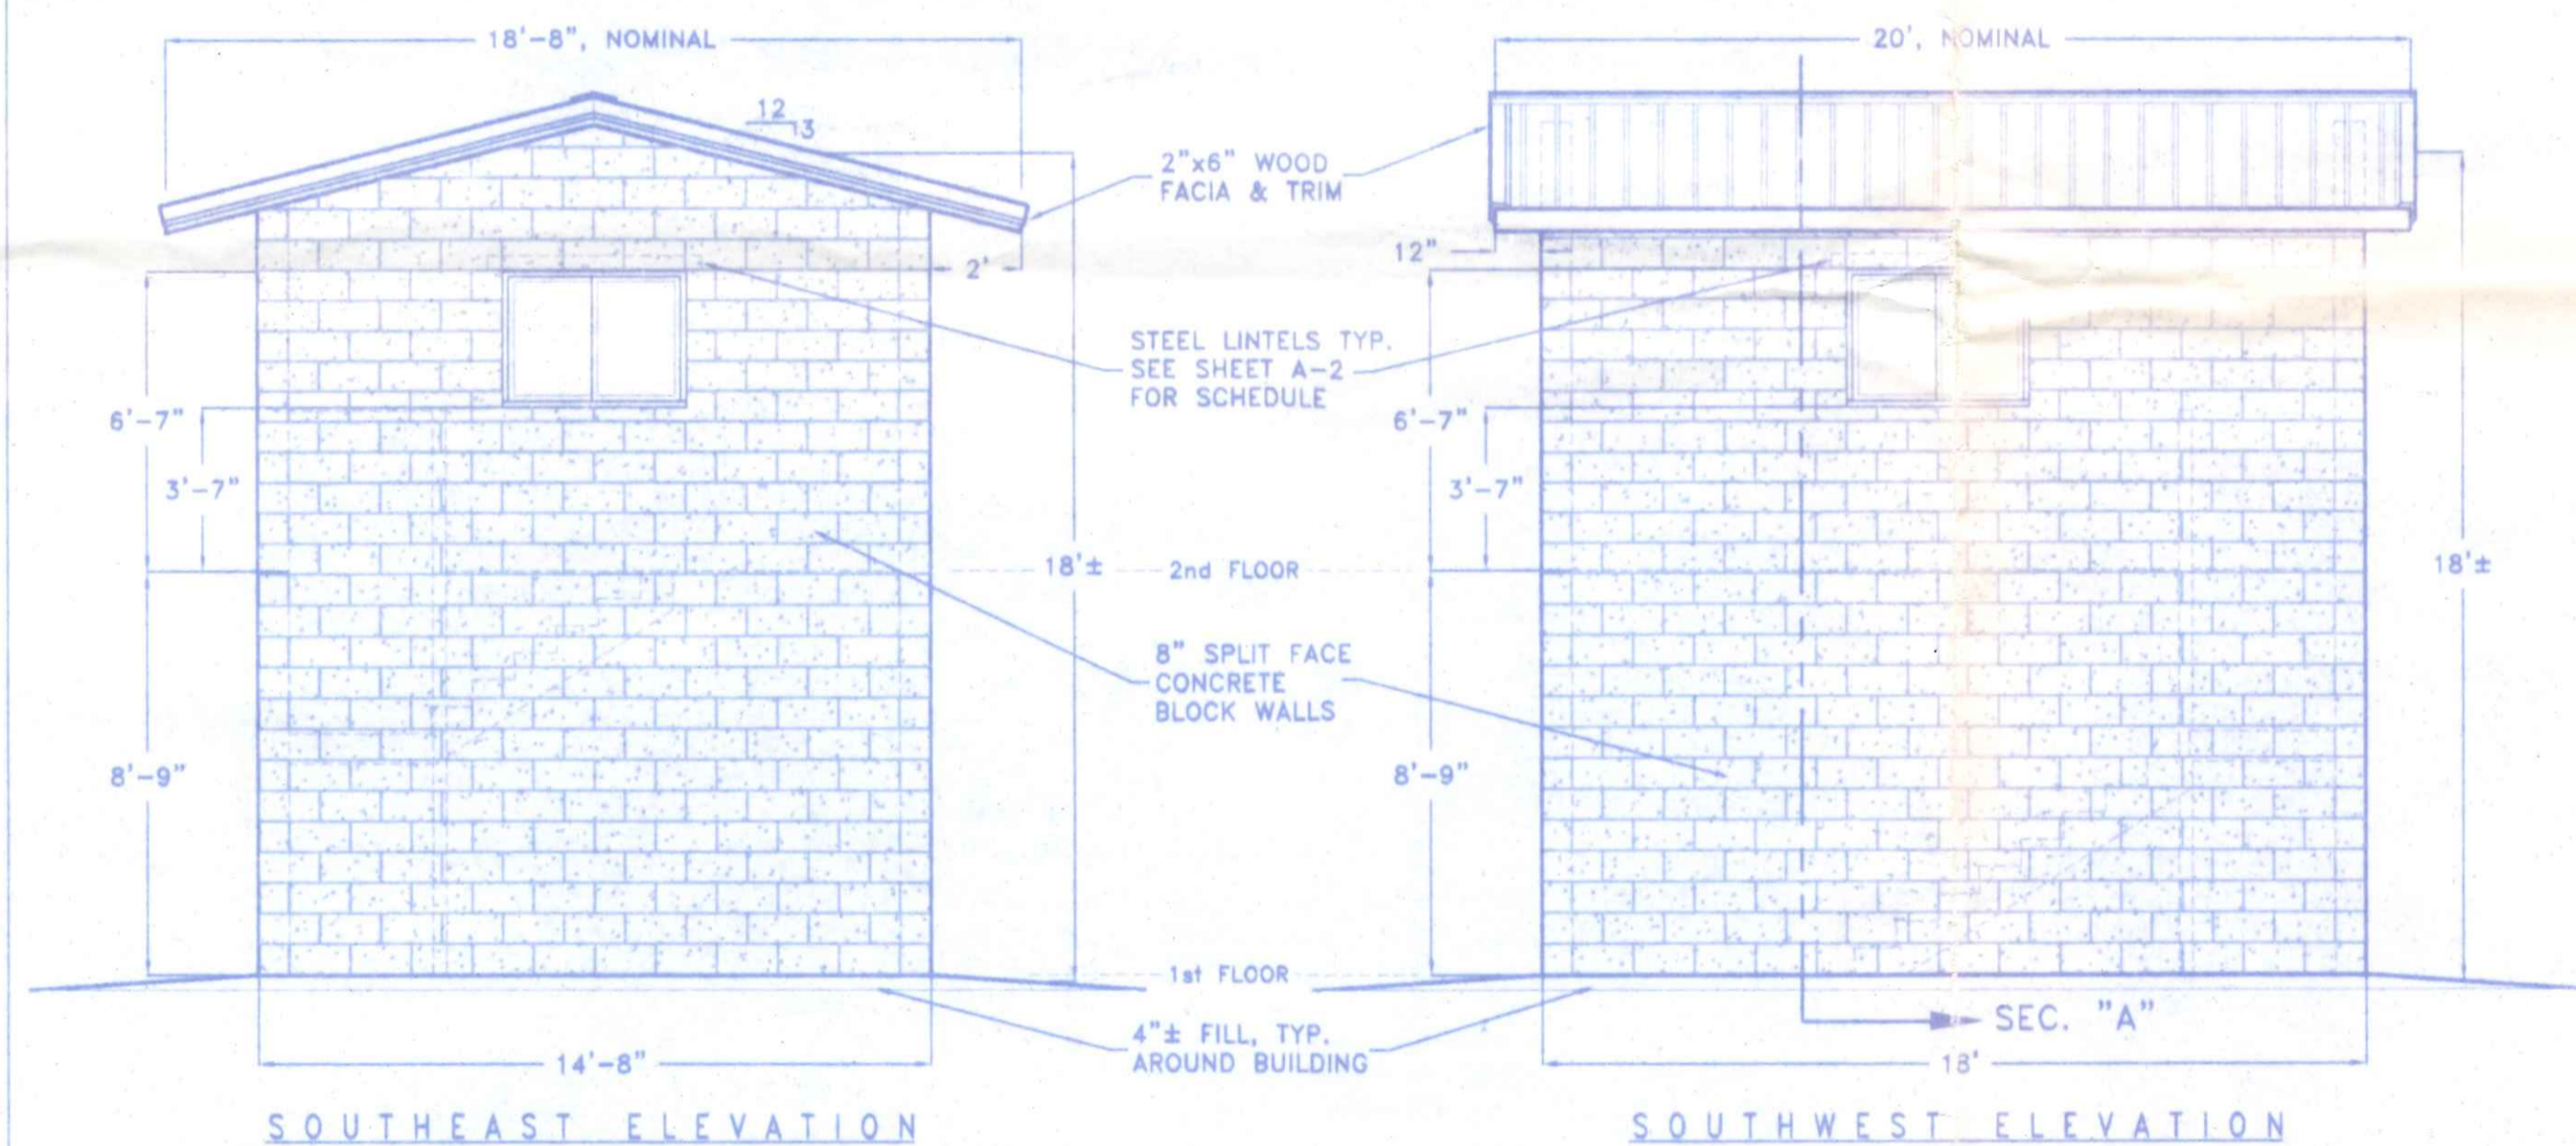 18'-8", NOMINAL
12
3
2'
6'-7"
3'-7"
8'-9"
18'±
14'-8"
SOUTHEAST ELEVATION
2"x6" WOOD
FACIA & TRIM
STEEL LINTELS TYP.
SEE SHEET A-2
FOR SCHEDULE
2nd FLOOR
8" SPLIT FACE
CONCRETE
BLOCK WALLS
1st FLOOR
4"± FILL, TYP.
AROUND BUILDING
20', NOMINAL
12"
6'-7"
3'-7"
8'-9"
18'±
SEC. "A"
18'
SOUTHWEST ELEVATION